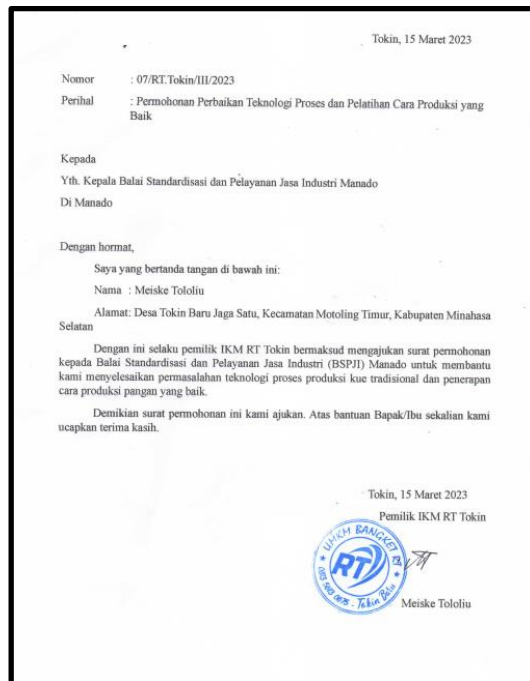 Tokin, 15 Maret 2023
Nomor : 07/RT.Tokin/III/2023
Perihal : Permohonan Perbaikan Teknologi Proses dan Pelatihan Cara Produksi yang
Baik
Kepada
Yth. Kepala Balai Standardisasi dan Pelayanan Jasa Industri Manado
Di Manado
Dengan hormat,
Saya yang bertanda tangan di bawah ini:
Nama : Meiske Tololiu
Alamat: Desa Tokin Baru Jaga Satu, Kecamatan Motoling Timur, Kabupaten Minahasa
Selatan
Dengan ini selaku pemilik IKM RT Tokin bermaksud mengajukan surat permohonan
kepada Balai Standardisasi dan Pelayanan Jasa Industri (BSPJI) Manado untuk membantu
kami menyelesaikan permasalahan teknologi proses produksi kue tradisional dan penerapan
cara produksi pangan yang baik.
Demikian surat permohonan ini kami ajukan. Atas bantuan Bapak/Ibu sekalian kami
ucapkan terima kasih.
Tokin, 15 Maret 2023
Pemilik IKM RT Tokin
UMKM BANGKET RT
RT
Tokin Baru
Meiske Tololiu